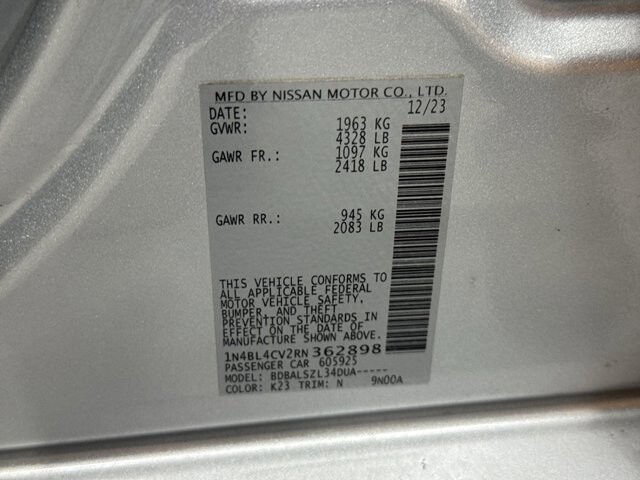 MFD BY NISSAN MOTOR CO., LTD.
DATE: 12/23
GVWR: 1963 KG
4328 LB
GAWR FR.: 1097 KG
2418 LB
GAWR RR.: 945 KG
2083 LB
THIS VEHICLE CONFORMS TO
ALL APPLICABLE FEDERAL
MOTOR VEHICLE SAFETY,
BUMPER, AND THEFT
PREVENTION STANDARDS IN
EFFECT ON THE DATE OF
MANUFACTURE SHOWN ABOVE.
1N4BL4CV2RN362898
PASSENGER CAR 605925
MODEL: BDBALSZL34DUA-----
COLOR: K23 TRIM: N 9N00A